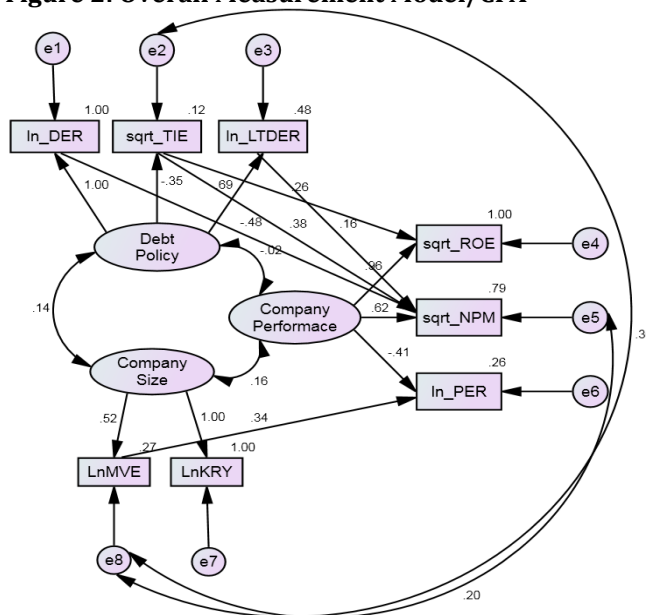 Figure 2. Overall Measurement Model/CFA
e1
e2
e3
1.00
.12
.48
ln_DER
sqrt_TIE
ln_LTDER
1.00
-.35
.69
.26
-.48
.38
.16
1.00
-.02
sqrt_ROE
e4
Debt
Policy
.96
.79
.14
Company
Performace
.62
sqrt_NPM
e5
.3
-.41
.26
Company
Size
.16
ln_PER
e6
.52
1.00
.34
.27
1.00
LnMVE
LnKRY
e8
e7
.20